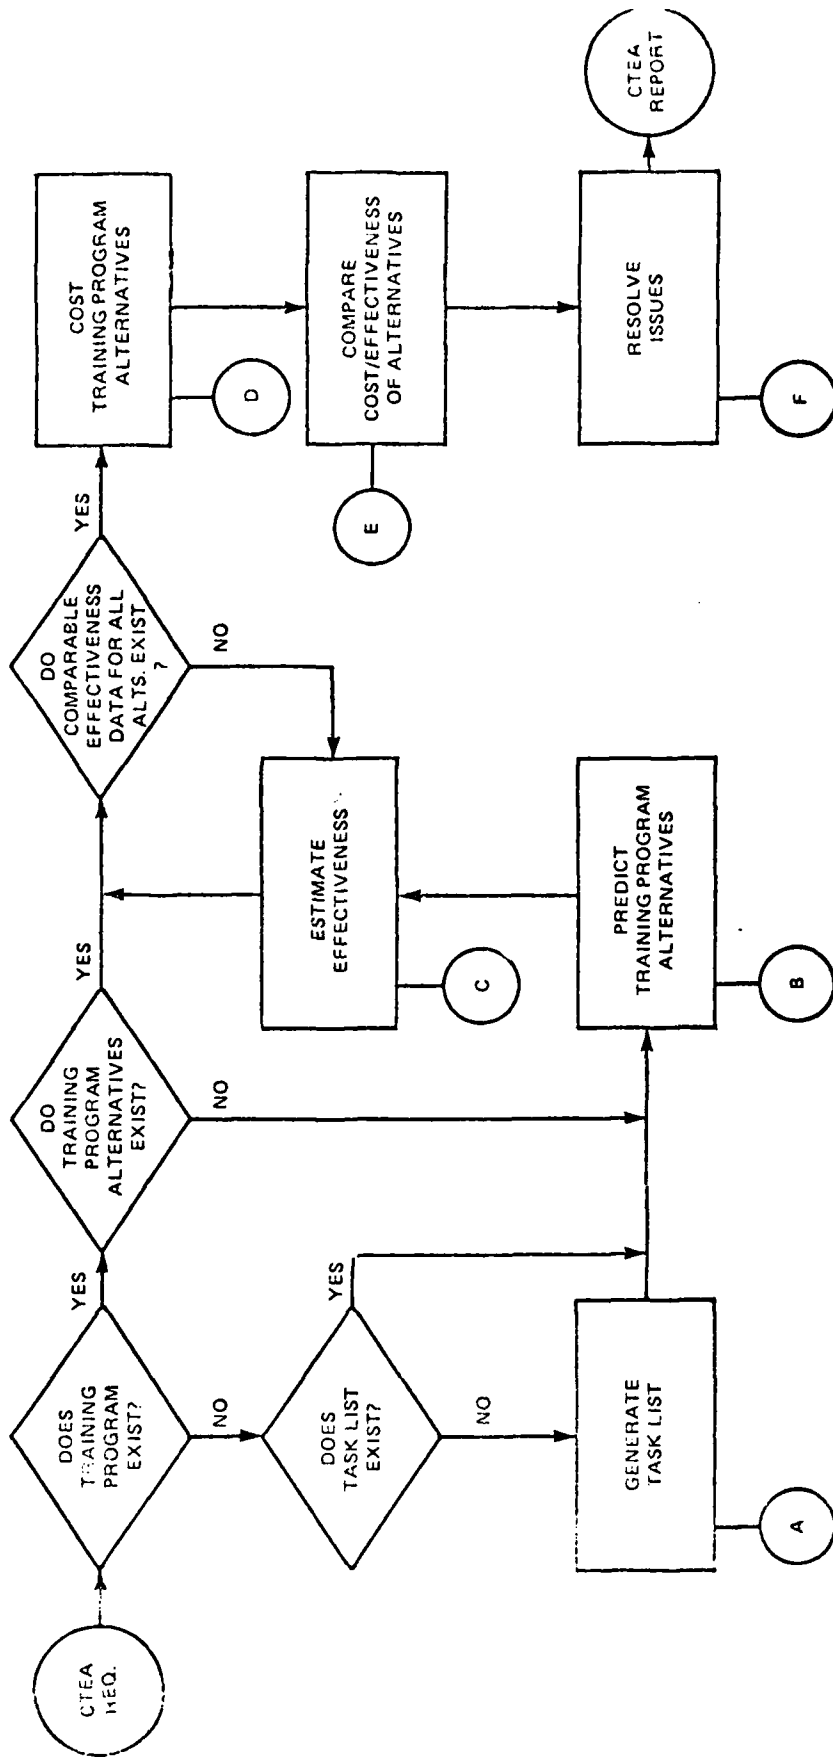 CTEA
REQ.
DOES
TRAINING
PROGRAM
EXIST?
YES
NO
DO
TRAINING
PROGRAM
ALTERNATIVES
EXIST?
YES
NO
DO
COMPARABLE
EFFECTIVENESS
DATA FOR ALL
ALTS. EXIST
?
YES
NO
COST
TRAINING PROGRAM
ALTERNATIVES
D
DOES
TASK LIST
EXIST?
YES
NO
ESTIMATE
EFFECTIVENESS
C
COMPARE
COST/EFFECTIVENESS
OF ALTERNATIVES
E
GENERATE
TASK LIST
A
PREDICT
TRAINING PROGRAM
ALTERNATIVES
B
RESOLVE
ISSUES
F
CTEA
REPORT